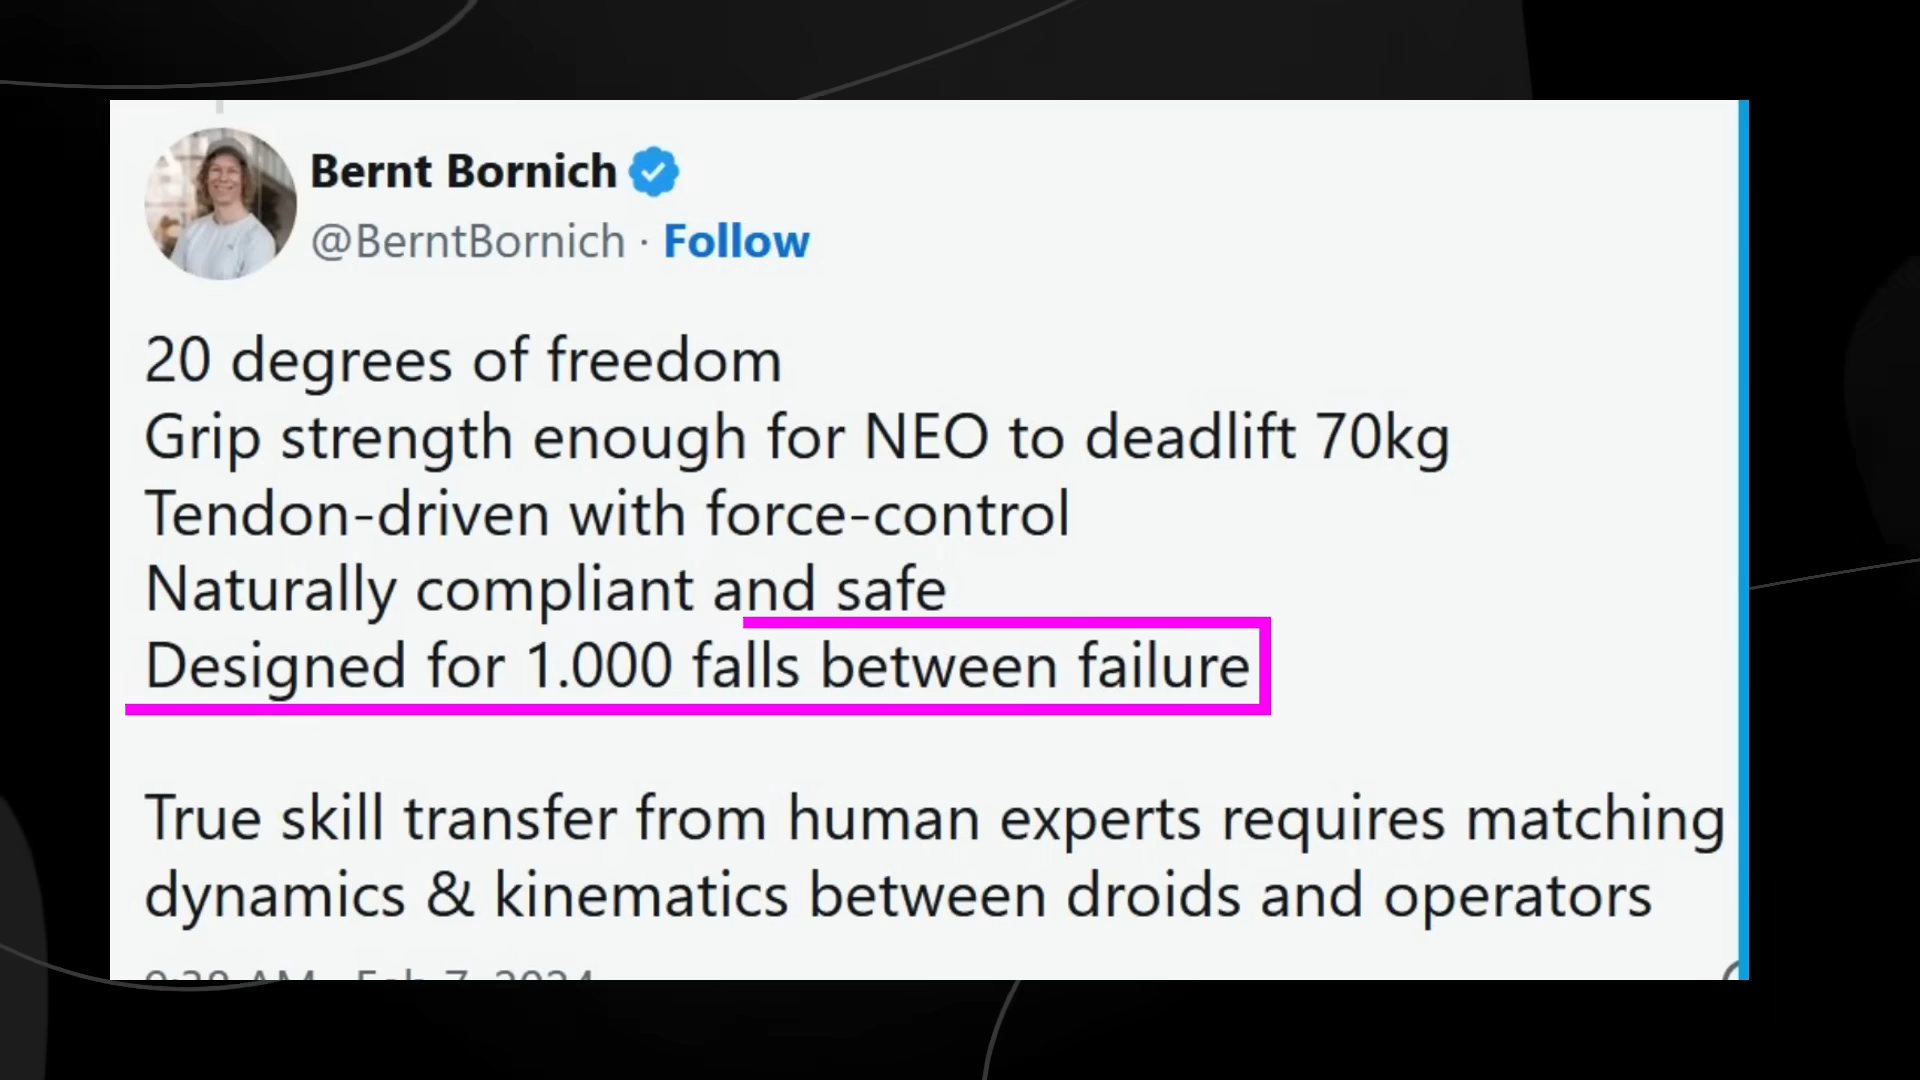 Bernt Bornich
@BerntBornich · Follow
20 degrees of freedom
Grip strength enough for NEO to deadlift 70kg
Tendon-driven with force-control
Naturally compliant and safe
Designed for 1.000 falls between failure
True skill transfer from human experts requires matching
dynamics & kinematics between droids and operators